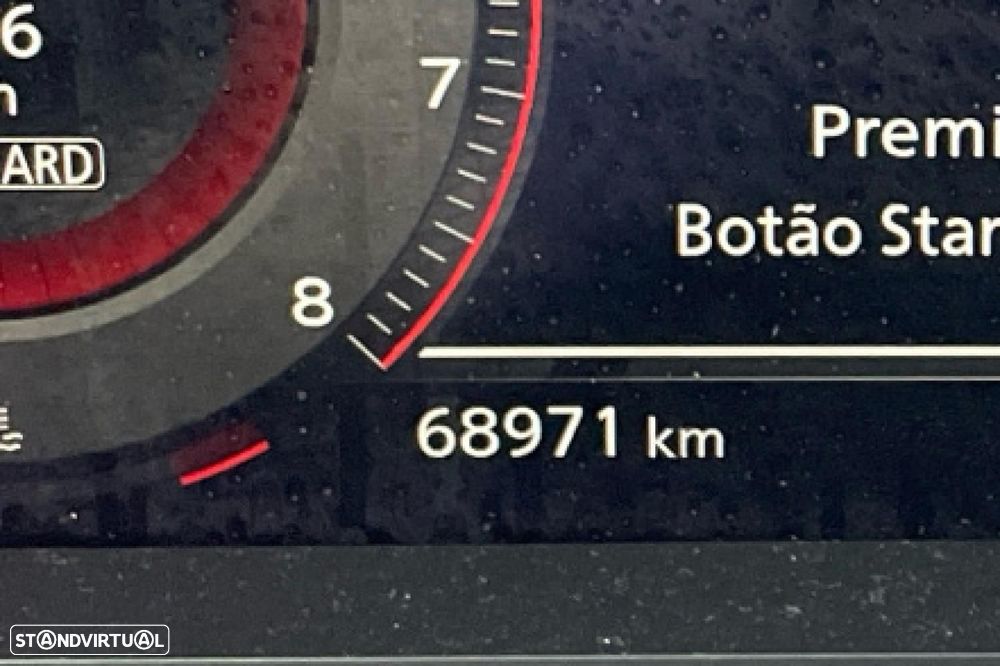 6
7
Premi
ARD
Botão Star
8
68971 km
STANDVIRTUAL